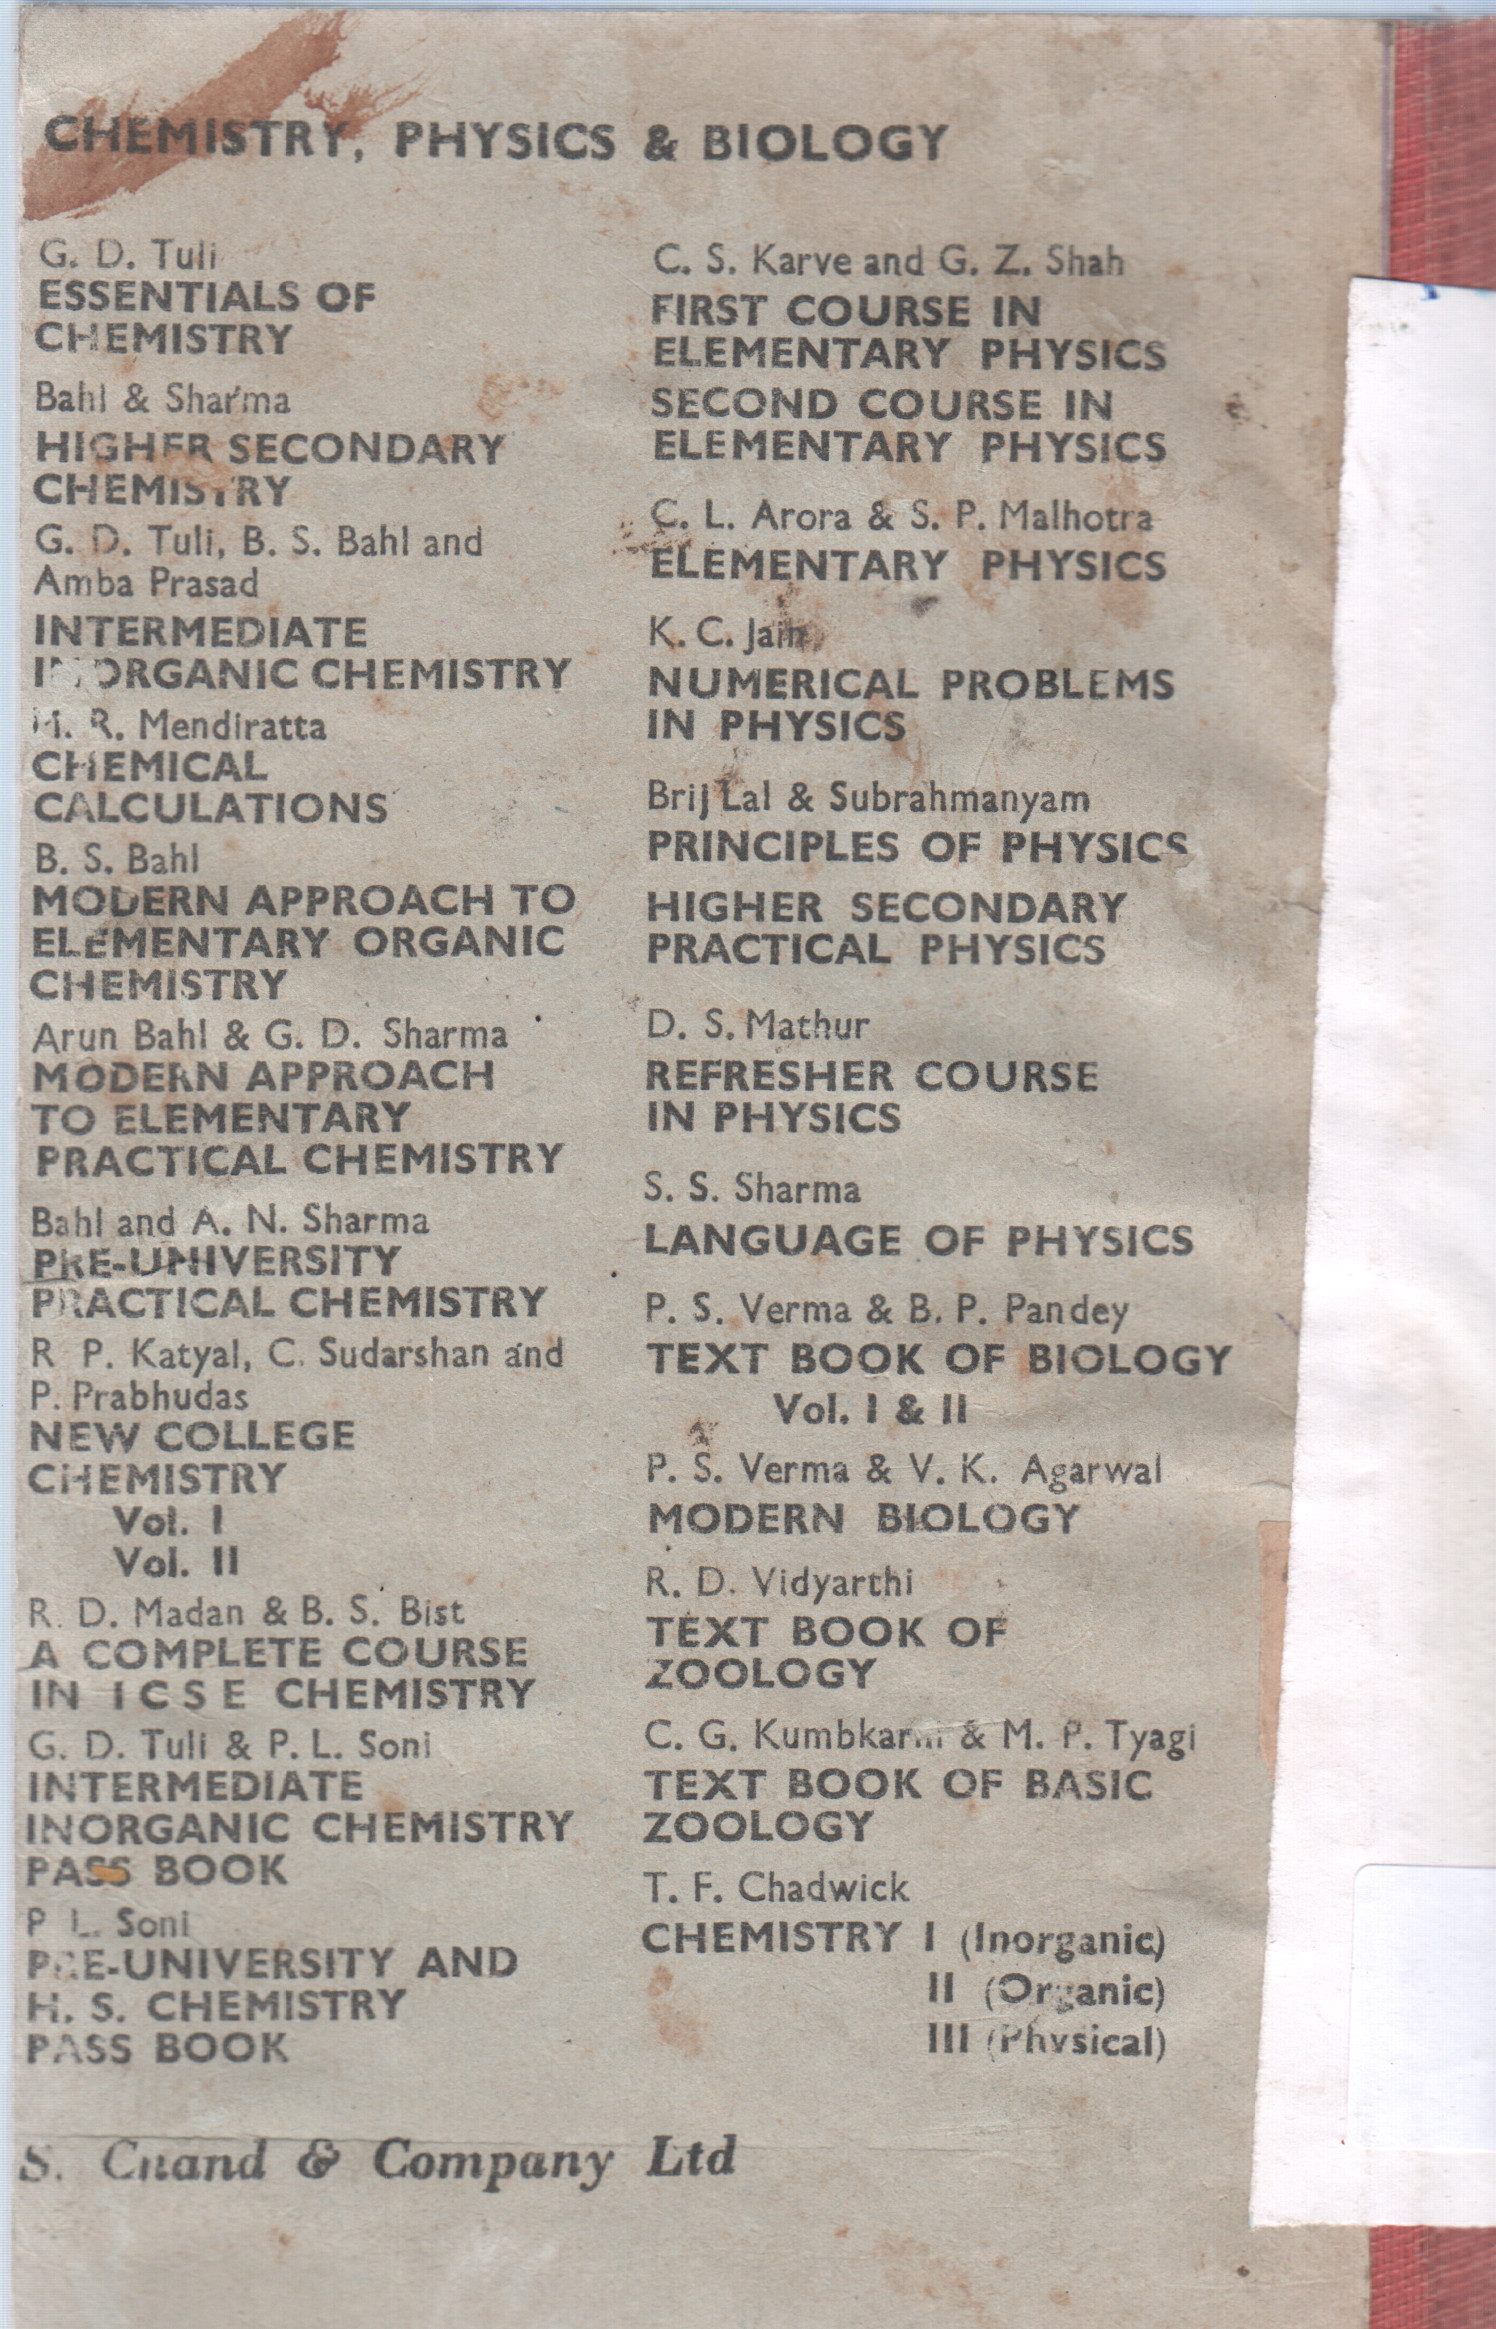 CHEMISTRY, PHYSICS & BIOLOGY
G. D. Tuli
ESSENTIALS OF
CHEMISTRY
Bahl & Sharma
HIGHER SECONDARY
CHEMISTRY
G. D. Tuli, B. S. Bahl and
Amba Prasad
INTERMEDIATE
INORGANIC CHEMISTRY
M. R. Mendiratta
CHEMICAL
CALCULATIONS
B. S. Bahl
MODERN APPROACH TO
ELEMENTARY ORGANIC
CHEMISTRY
Arun Bahl & G. D. Sharma
MODERN APPROACH
TO ELEMENTARY
PRACTICAL CHEMISTRY
Bahl and A. N. Sharma
PRE-UNIVERSITY
PRACTICAL CHEMISTRY
R P. Katyal, C. Sudarshan and
P. Prabhudas
NEW COLLEGE
CHEMISTRY
Vol. I
Vol. II
R. D. Madan & B. S. Bist
A COMPLETE COURSE
IN I C S E CHEMISTRY
G. D. Tuli & P. L. Soni
INTERMEDIATE
INORGANIC CHEMISTRY
PASS BOOK
P L. Soni
PRE-UNIVERSITY AND
H. S. CHEMISTRY
PASS BOOK
C. S. Karve and G. Z. Shah
FIRST COURSE IN
ELEMENTARY PHYSICS
SECOND COURSE IN
ELEMENTARY PHYSICS
C. L. Arora & S. P. Malhotra
ELEMENTARY PHYSICS
K. C. Jain
NUMERICAL PROBLEMS
IN PHYSICS
Brij Lal & Subrahmanyam
PRINCIPLES OF PHYSICS
HIGHER SECONDARY
PRACTICAL PHYSICS
D. S. Mathur
REFRESHER COURSE
IN PHYSICS
S. S. Sharma
LANGUAGE OF PHYSICS
P. S. Verma & B. P. Pandey
TEXT BOOK OF BIOLOGY
Vol. I & II
P. S. Verma & V. K. Agarwal
MODERN BIOLOGY
R. D. Vidyarthi
TEXT BOOK OF
ZOOLOGY
C. G. Kumbkarni & M. P. Tyagi
TEXT BOOK OF BASIC
ZOOLOGY
T. F. Chadwick
CHEMISTRY I (Inorganic)
II (Organic)
III (Physical)
S. Chand & Company Ltd